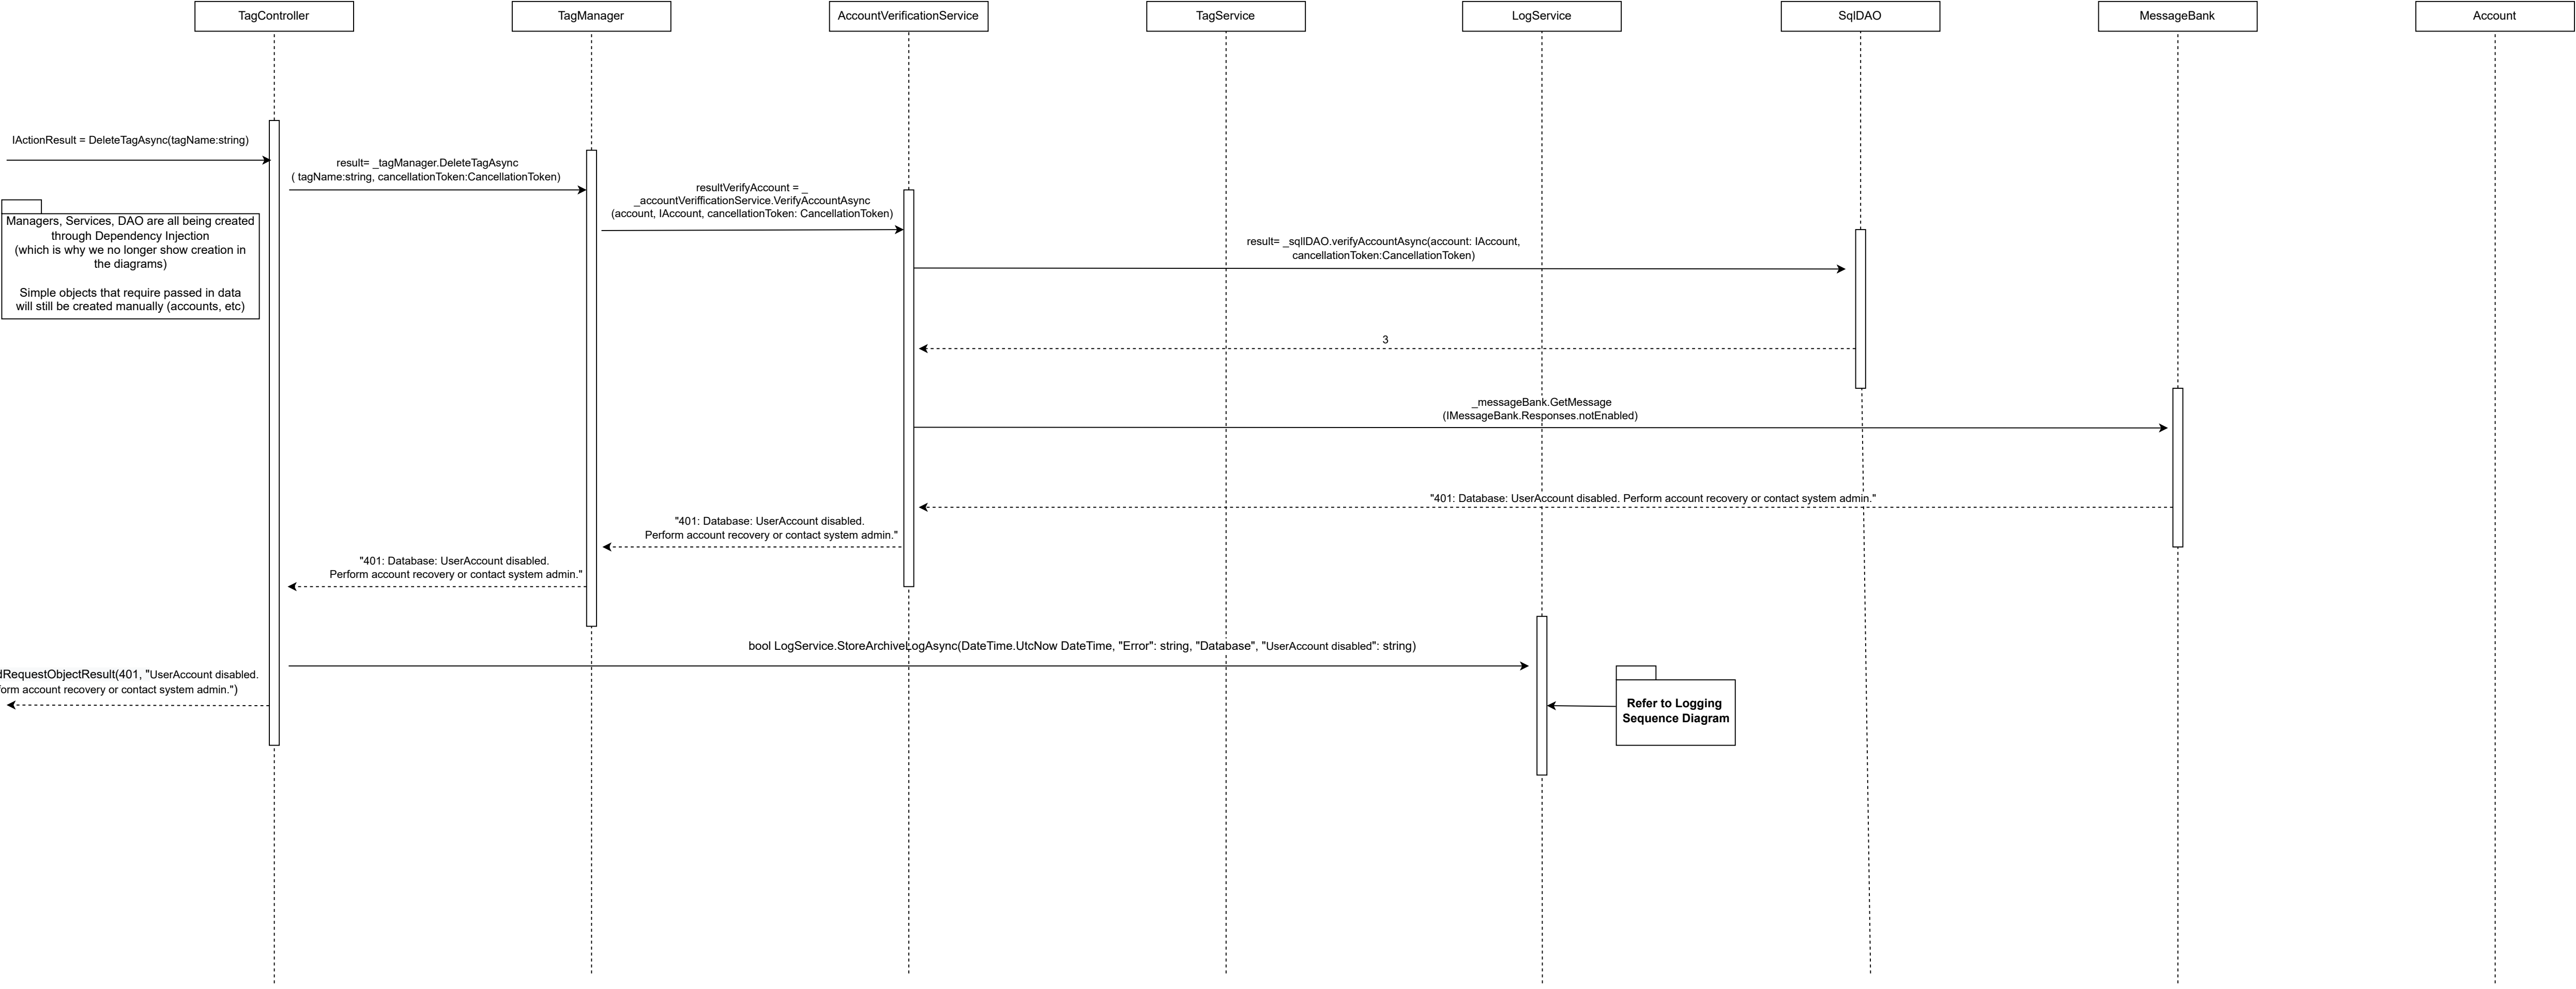 TagController
TagManager
AccountVerificationService
TagService
LogService
SqlDAO
MessageBank
Account
IActionResult = DeleteTagAsync(tagName:string)
result= _tagManager.DeleteTagAsync
( tagName:string, cancellationToken:CancellationToken)
resultVerifyAccount = _
_accountVerifficationService.VerifyAccountAsync
(account, IAccount, cancellationToken: CancellationToken)
Managers, Services, DAO are all being created
through Dependency Injection
(which is why we no longer show creation in
the diagrams)
Simple objects that require passed in data
will still be created manually (accounts, etc)
result= _sqllDAO.verifyAccountAsync(account: IAccount,
cancellationToken:CancellationToken)
3
_messageBank.GetMessage
(IMessageBank.Responses.notEnabled)
"401: Database: UserAccount disabled. Perform account recovery or contact system admin."
"401: Database: UserAccount disabled.
Perform account recovery or contact system admin."
"401: Database: UserAccount disabled.
Perform account recovery or contact system admin."
bool LogService.StoreArchiveLogAsync(DateTime.UtcNow DateTime, "Error": string, "Database", "UserAccount disabled": string)
dRequestObjectResult(401, "UserAccount disabled.
form account recovery or contact system admin.")
Refer to Logging
Sequence Diagram